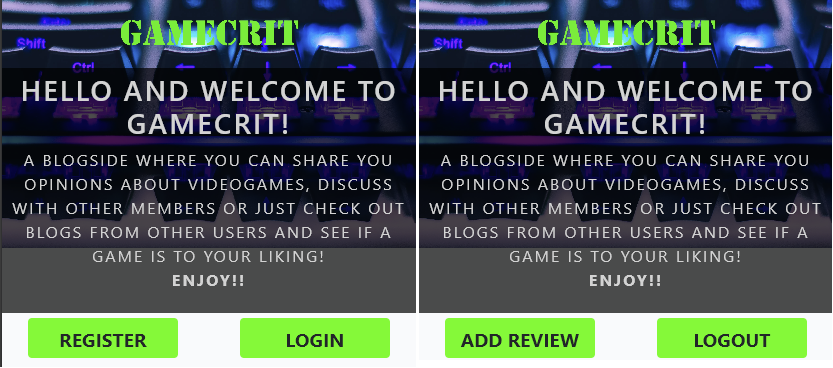 Shift
Ctrl
GAMECRIT
HELLO AND WELCOME TO
GAMECRIT!
A BLOGSIDE WHERE YOU CAN SHARE YOU
OPINIONS ABOUT VIDEOGAMES, DISCUSS
WITH OTHER MEMBERS OR JUST CHECK OUT
BLOGS FROM OTHER USERS AND SEE IF A
GAME IS TO YOUR LIKING!
ENJOY!!
REGISTER
LOGIN
Shift
Ctrl
GAMECRIT
HELLO AND WELCOME TO
GAMECRIT!
A BLOGSIDE WHERE YOU CAN SHARE YOU
OPINIONS ABOUT VIDEOGAMES, DISCUSS
WITH OTHER MEMBERS OR JUST CHECK OUT
BLOGS FROM OTHER USERS AND SEE IF A
GAME IS TO YOUR LIKING!
ENJOY!!
ADD REVIEW
LOGOUT